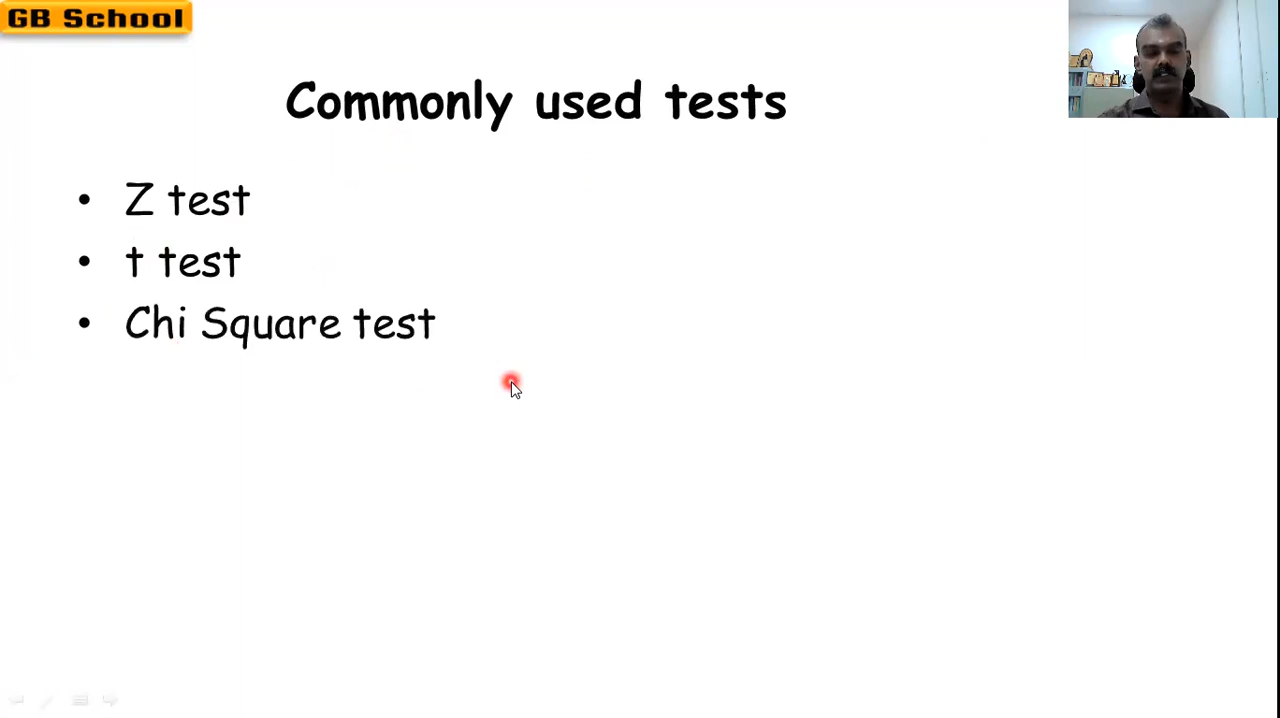 GB School
Commonly used tests
• Z test
• t test
• Chi Square test